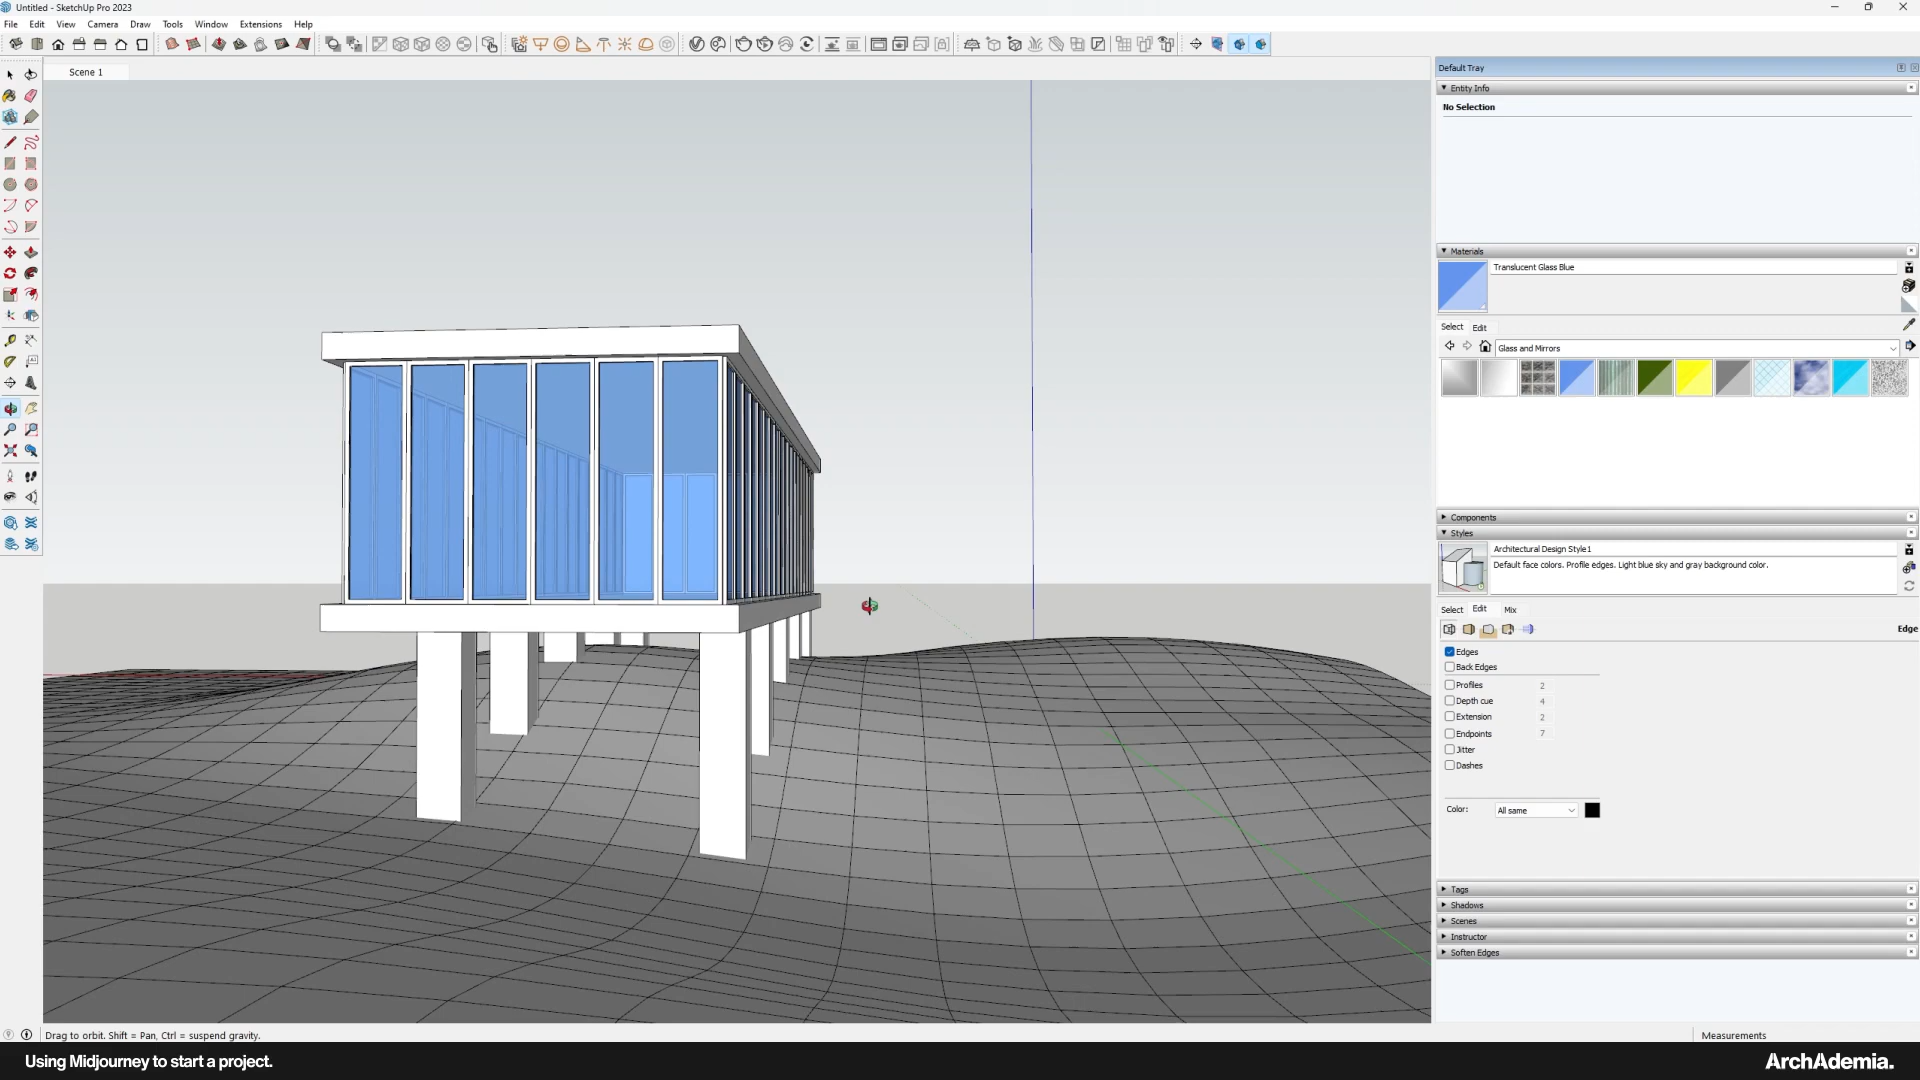 Untitled - SketchUp Pro 2023
File Edit View Camera Draw Tools Window Extensions Help
Scene 1
Default Tray
Entity Info
No Selection
Materials
Translucent Glass Blue
Select Edit
Glass and Mirrors
Components
Styles
Architectural Design Style1
Default face colors. Profile edges. Light blue sky and gray background color.
Select Edit Mix
Edge
Edges
Back Edges
Profiles 2
Depth cue 4
Extension 2
Endpoints 7
Jitter
Dashes
Color: All same
Tags
Shadows
Scenes
Instructor
Soften Edges
Drag to orbit. Shift = Pan, Ctrl = suspend gravity.
Measurements
Using Midjourney to start a project.
ArchAdemia.